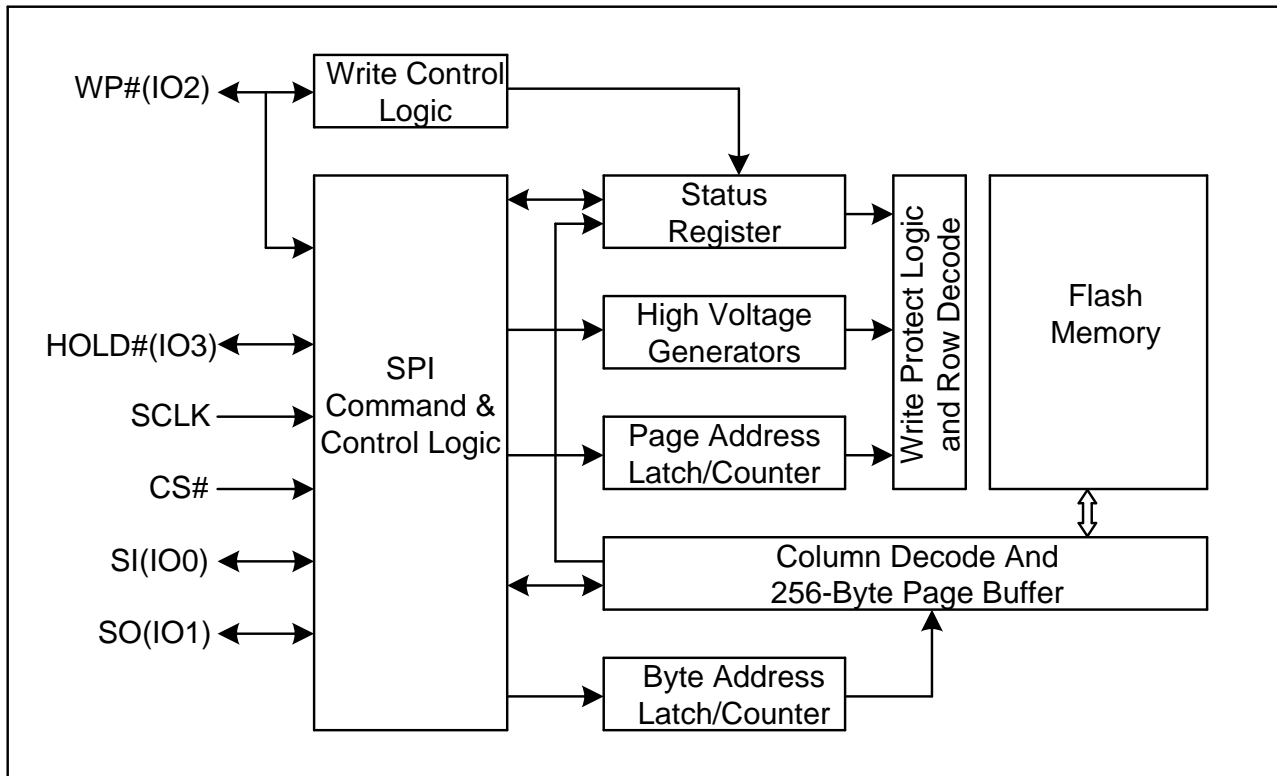 WP#(IO2)
Write Control
Logic
HOLD#(IO3)
SCLK
CS#
SI(IO0)
SO(IO1)
SPI
Command &
Control Logic
Status
Register
High Voltage
Generators
Page Address
Latch/Counter
Write Protect Logic
and Row Decode
Flash
Memory
Column Decode And
256-Byte Page Buffer
Byte Address
Latch/Counter